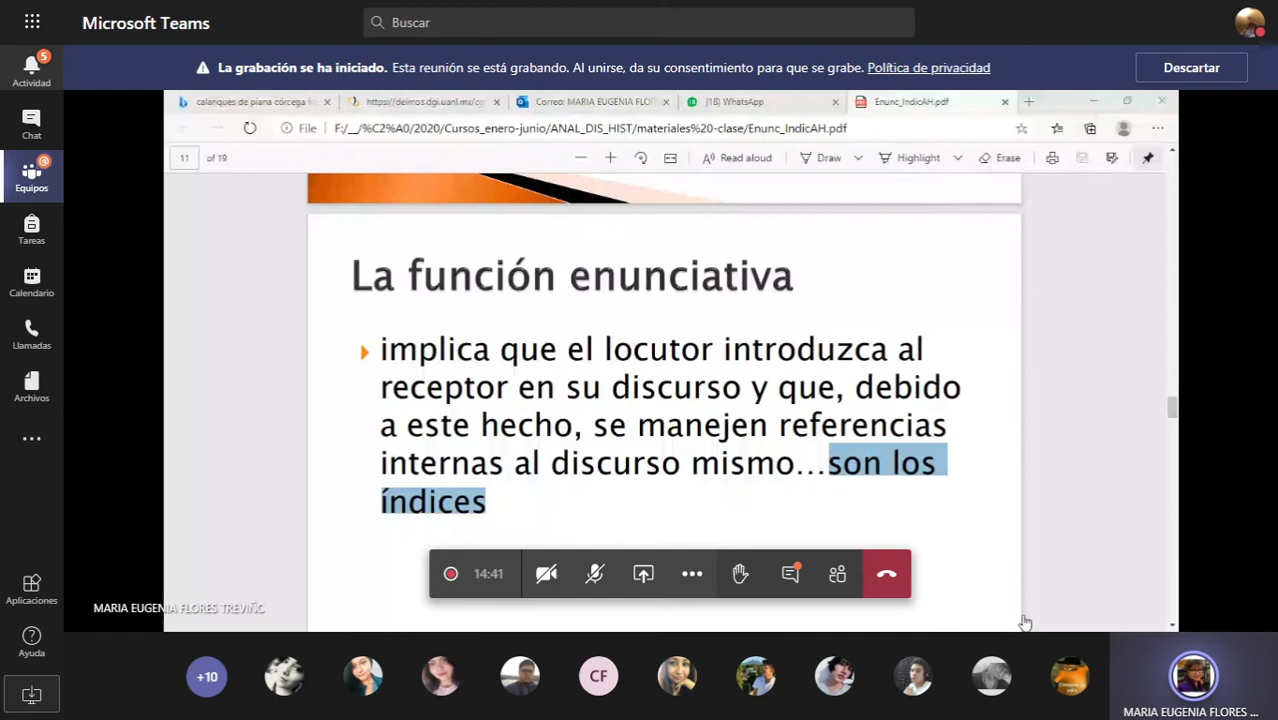 Microsoft Teams
Buscar
La grabación se ha iniciado. Esta reunión se está grabando. Al unirse, da su consentimiento para que se grabe. Política de privacidad
Descartar
5
Actividad
Chat
@
Equipos
Tareas
Calendario
Llamadas
Archivos
Aplicaciones
Ayuda
calanques de piana córcega fra
https://deimos.dgi.uanl.mx/cg
Correo: MARIA EUGENIA FLORES
(18) WhatsApp
Enunc_IndicAH.pdf
File
F:/__/%C2%A0/2020/Cursos_enero-junio/ANAL_DIS_HIST/materiales%20-clase/Enunc_IndicAH.pdf
11 of 19
Read aloud
Draw
Highlight
Erase
La función enunciativa
implica que el locutor introduzca al
receptor en su discurso y que, debido
a este hecho, se manejen referencias
internas al discurso mismo...son los
índices
14:41
MARIA EUGENIA FLORES TREVIÑO
+10
CF
MARIA EUGENIA FLORES ...